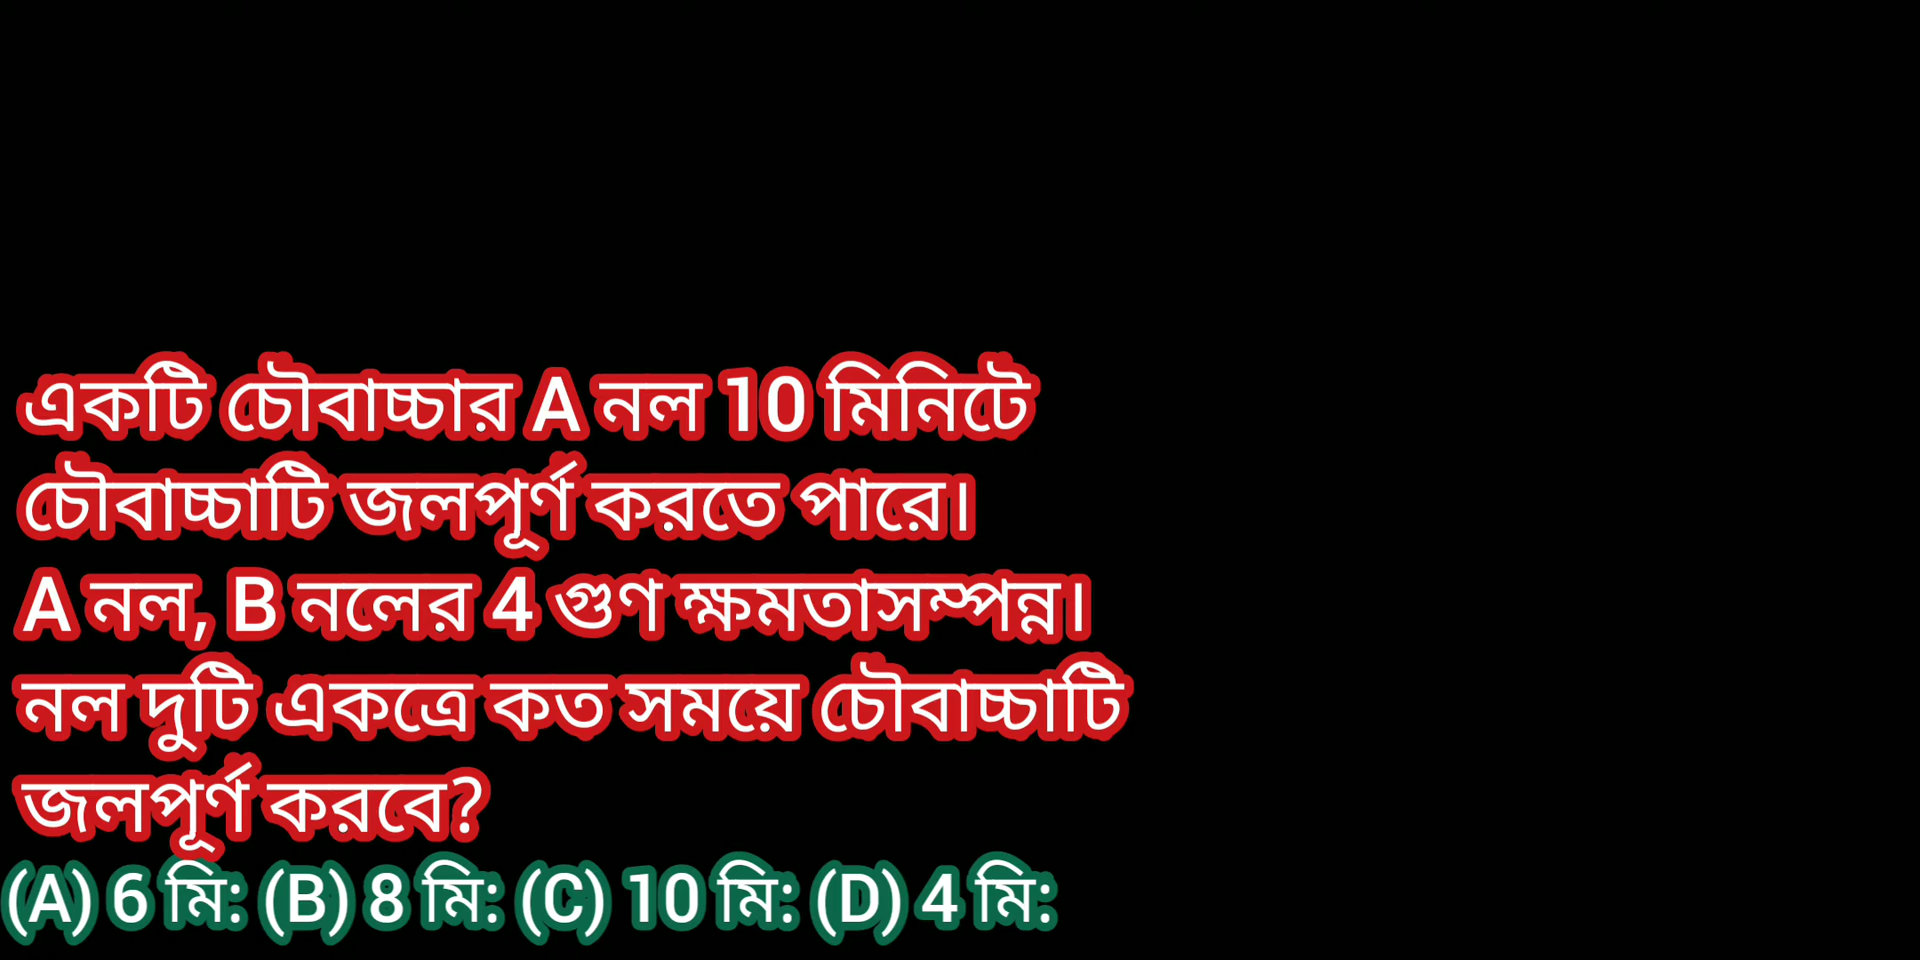 একটি চৌবাচ্চার A নল 10 মিনিটে
চৌবাচ্চাটি জলপূর্ণ করতে পারে।
A নল, B নলের 4 গুণ ক্ষমতাসম্পন্ন।
নল দুটি একত্রে কত সময়ে চৌবাচ্চাটি
জলপূর্ণ করবে?
(A) 6 মি: (B) 8 মি: (C) 10 মি: (D) 4 মি: